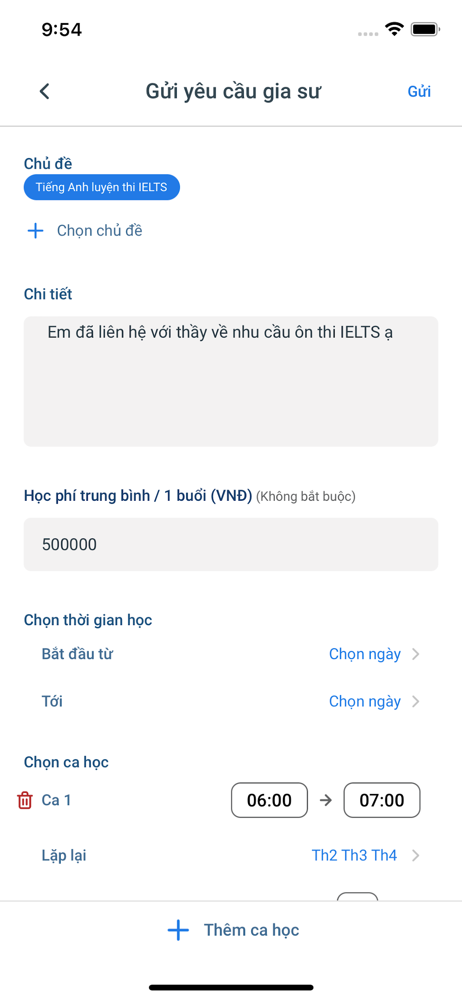 9:54
Gửi yêu cầu gia sư
Gửi
Chủ đề
Tiếng Anh luyện thi IELTS
Chọn chủ đề
Chi tiết
Em đã liên hệ với thầy về nhu cầu ôn thi IELTS ạ
Học phí trung bình / 1 buổi (VNĐ) (Không bắt buộc)
500000
Chọn thời gian học
Bắt đầu từ Chọn ngày
Tới Chọn ngày
Chọn ca học
Ca 1 06:00 → 07:00
Lặp lại Th2 Th3 Th4
Thêm ca học